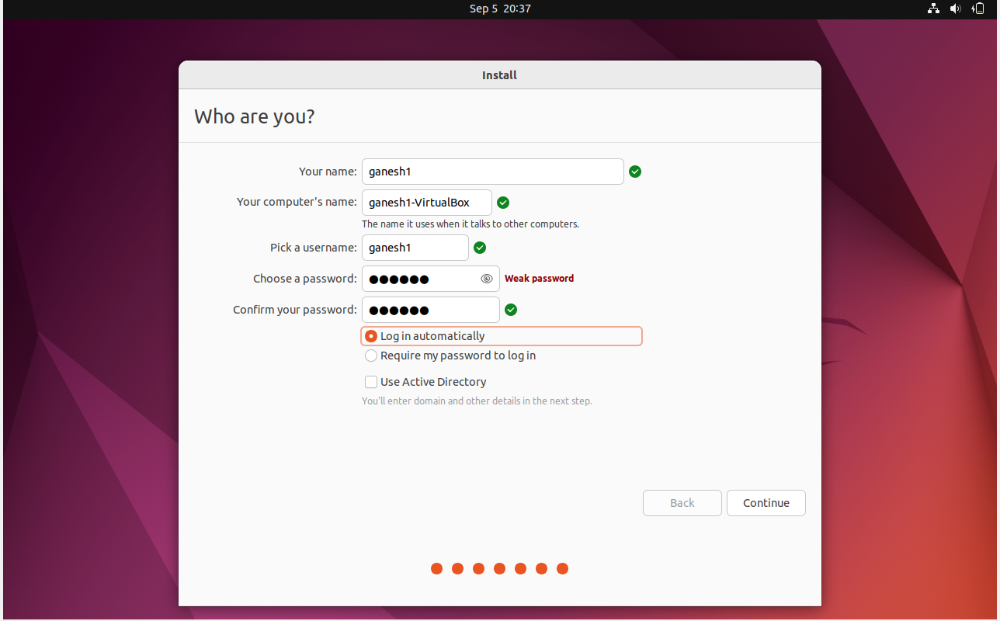 Sep 5 20:37
Install
Who are you?
Your name: ganesh1
Your computer's name: ganesh1-VirtualBox
The name it uses when it talks to other computers.
Pick a username: ganesh1
Choose a password: ●●●●●● Weak password
Confirm your password: ●●●●●●
Log in automatically
Require my password to log in
Use Active Directory
You'll enter domain and other details in the next step.
Back Continue